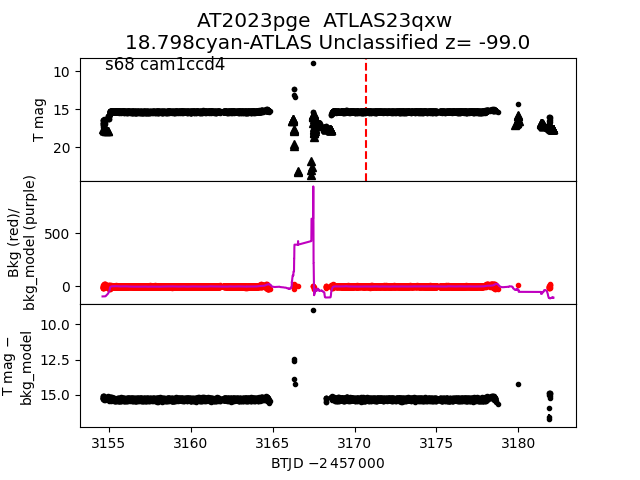 AT2023pge  ATLAS23qxw
18.798cyan-ATLAS Unclassified z= -99.0
s68 cam1ccd4
10
15
20
T mag
500
0
Bkg (red)/
bkg_model (purple)
10.0
12.5
15.0
T mag −
bkg_model
3155 3160 3165 3170 3175 3180
BTJD −2 457 000